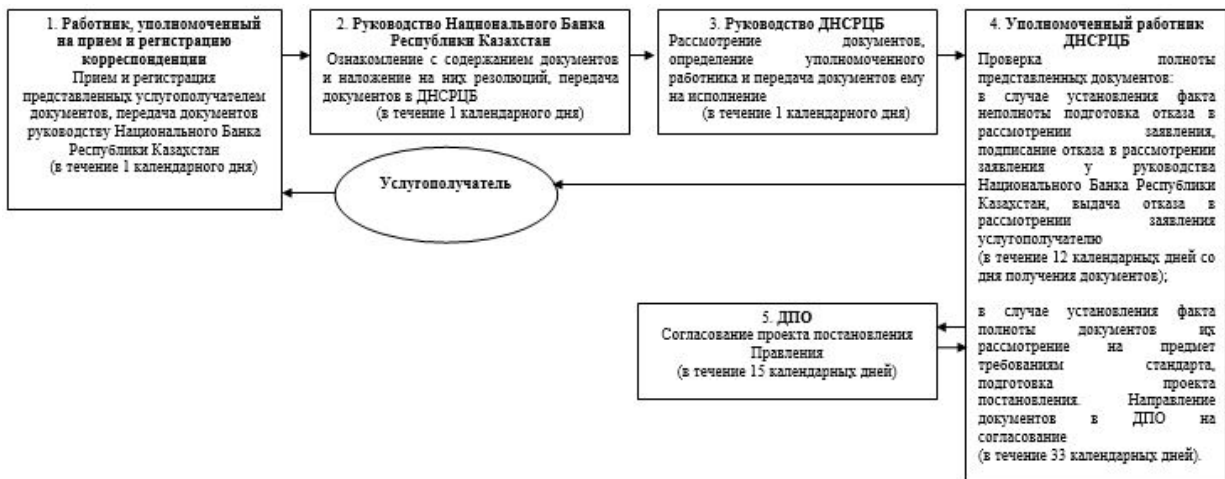 1. Работник, уполномоченный
на прием и регистрацию
корреспонденции
Прием и регистрация
представленных услугополучателем
документов, передача документов
руководству Национального Банка
Республики Казахстан
(в течение 1 календарного дня)
2. Руководство Национального Банка
Республики Казахстан
Ознакомление с содержанием документов
и наложение на них резолюций, передача
документов в ДНСРЦБ
(в течение 1 календарного дня)
3. Руководство ДНСРЦБ
Рассмотрение документов,
определение уполномоченного
работника и передача документов ему
на исполнение
(в течение 1 календарного дня)
4. Уполномоченный работник
ДНСРЦБ
Проверка полноты
представленных документов:
в случае установления факта
неполноты подготовка отказа в
рассмотрении заявления,
подписание отказа в рассмотрении
заявления у руководства
Национального Банка Республики
Казахстан, выдача отказа в
рассмотрении заявления
услугополучателю
(в течение 12 календарных дней со
дня получения документов);
в случае установления факта
полноты документов их
рассмотрение на предмет
требованиям стандарта,
подготовка проекта
постановления. Направление
документов в ДПО на
согласование
(в течение 33 календарных дней).
Услугополучатель
5. ДПО
Согласование проекта постановления
Правления
(в течение 15 календарных дней)